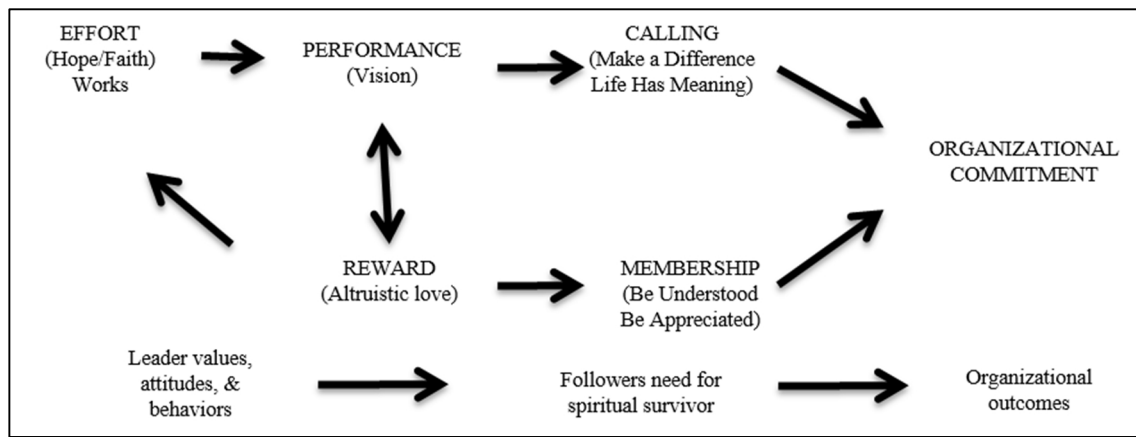 EFFORT
(Hope/Faith)
Works
PERFORMANCE
(Vision)
CALLING
(Make a Difference
Life Has Meaning)
ORGANIZATIONAL
COMMITMENT
REWARD
(Altruistic love)
MEMBERSHIP
(Be Understood
Be Appreciated)
Leader values,
attitudes, &
behaviors
Followers need for
spiritual survivor
Organizational
outcomes